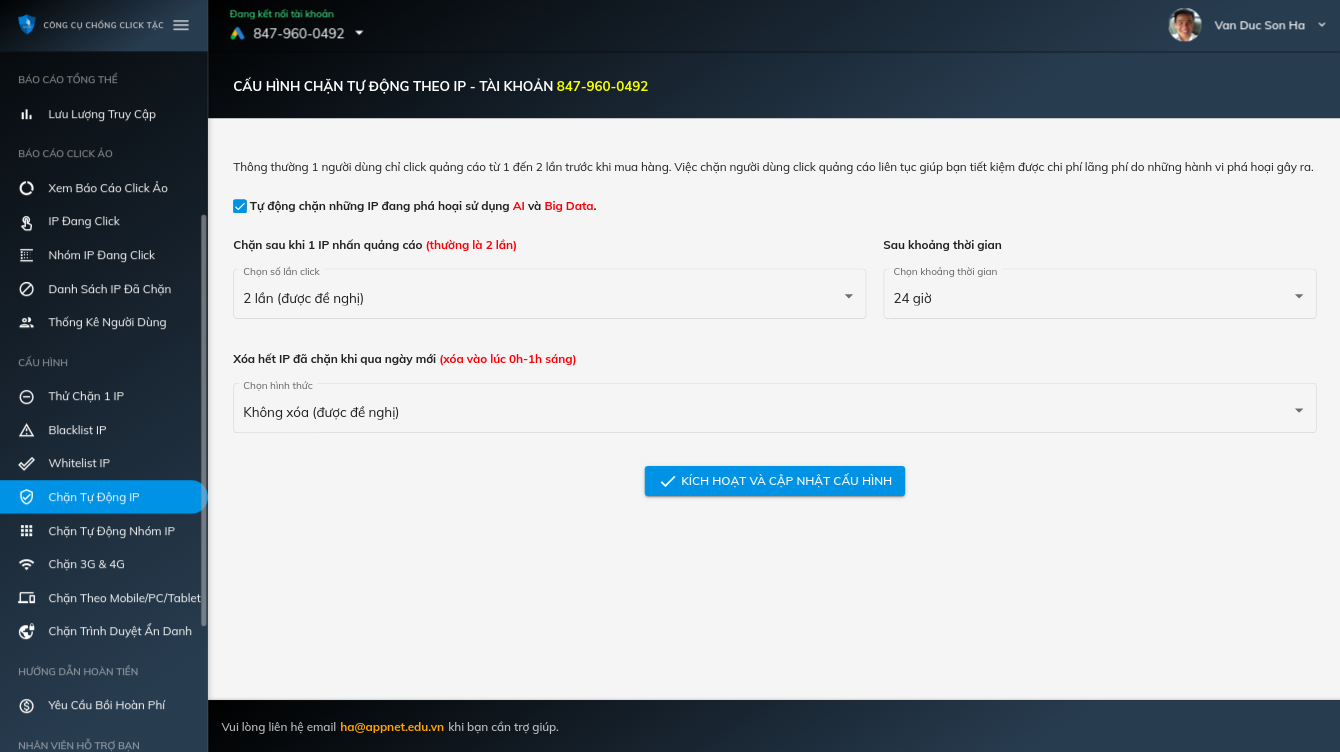 CÔNG CỤ CHỐNG CLICK TẶC
Đang kết nối tài khoản
847-960-0492
Van Duc Son Ha
BÁO CÁO TỔNG THỂ
Lưu Lượng Truy Cập
BÁO CÁO CLICK ẢO
Xem Báo Cáo Click Ảo
IP Đang Click
Nhóm IP Đang Click
Danh Sách IP Đã Chặn
Thống Kê Người Dùng
CẤU HÌNH
Thử Chặn 1 IP
Blacklist IP
Whitelist IP
Chặn Tự Động IP
Chặn Tự Động Nhóm IP
Chặn 3G & 4G
Chặn Theo Mobile/PC/Tablet
Chặn Trình Duyệt Ẩn Danh
HƯỚNG DẪN HOÀN TIỀN
Yêu Cầu Bồi Hoàn Phí
NHÂN VIÊN HỖ TRỢ BẠN
CẤU HÌNH CHẶN TỰ ĐỘNG THEO IP - TÀI KHOẢN 847-960-0492
Thông thường 1 người dùng chỉ click quảng cáo từ 1 đến 2 lần trước khi mua hàng. Việc chặn người dùng click quảng cáo liên tục giúp bạn tiết kiệm được chi phí lãng phí do những hành vi phá hoại gây ra.
Tự động chặn những IP đang phá hoại sử dụng AI và Big Data.
Chặn sau khi 1 IP nhấn quảng cáo (thường là 2 lần)
Sau khoảng thời gian
Chọn số lần click
2 lần (được đề nghị)
Chọn khoảng thời gian
24 giờ
Xóa hết IP đã chặn khi qua ngày mới (xóa vào lúc 0h-1h sáng)
Chọn hình thức
Không xóa (được đề nghị)
KÍCH HOẠT VÀ CẬP NHẬT CẤU HÌNH
Vui lòng liên hệ email ha@appnet.edu.vn khi bạn cần trợ giúp.